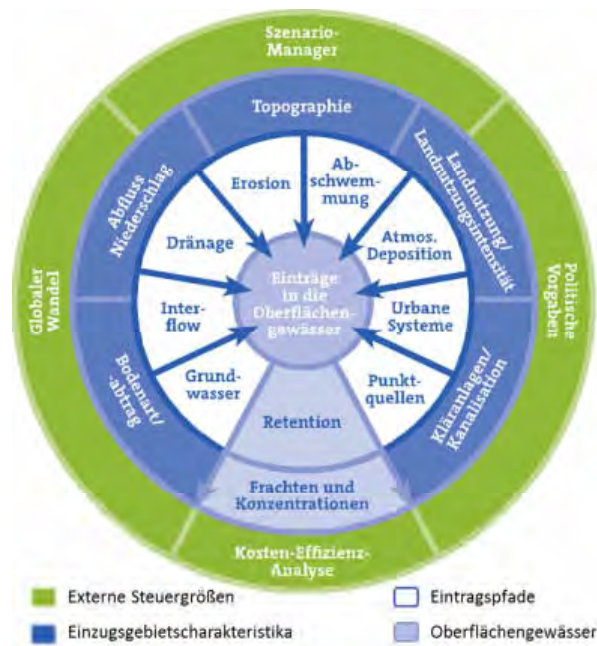 Szenario-
Manager
Globaler
Wandel
Politische
Vorgaben
Kosten-Effizienz-
Analyse
Topographie
Abfluss
Niederschlag
Landnutzung/
Landnutzungsintensität
Bodenart/
-abtrag
Kläranlagen/
Kanalisation
Erosion
Ab-
schwem-
mung
Dränage
Atmos.
Deposition
Inter-
flow
Urbane
Systeme
Grund-
wasser
Punkt-
quellen
Einträge
in die
Oberflächen-
gewässer
Retention
Frachten und
Konzentrationen
Externe Steuergrößen
Eintragspfade
Einzugsgebietscharakteristika
Oberflächengewässer